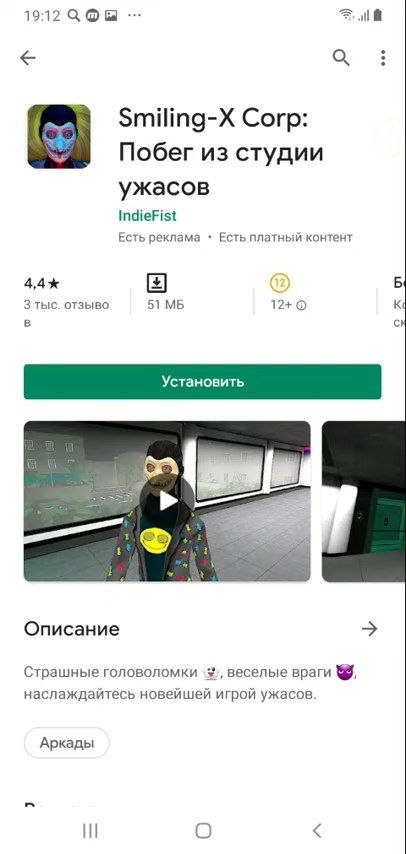 19:12
Smiling-X Corp:
Побег из студии
ужасов
IndieFist
Есть реклама • Есть платный контент
4,4★
3 тыс. отзыво
в
51 МБ
12
12+
Установить
Описание
Страшные головоломки 👻, веселые враги 😈,
наслаждайтесь новейшей игрой ужасов.
Аркады